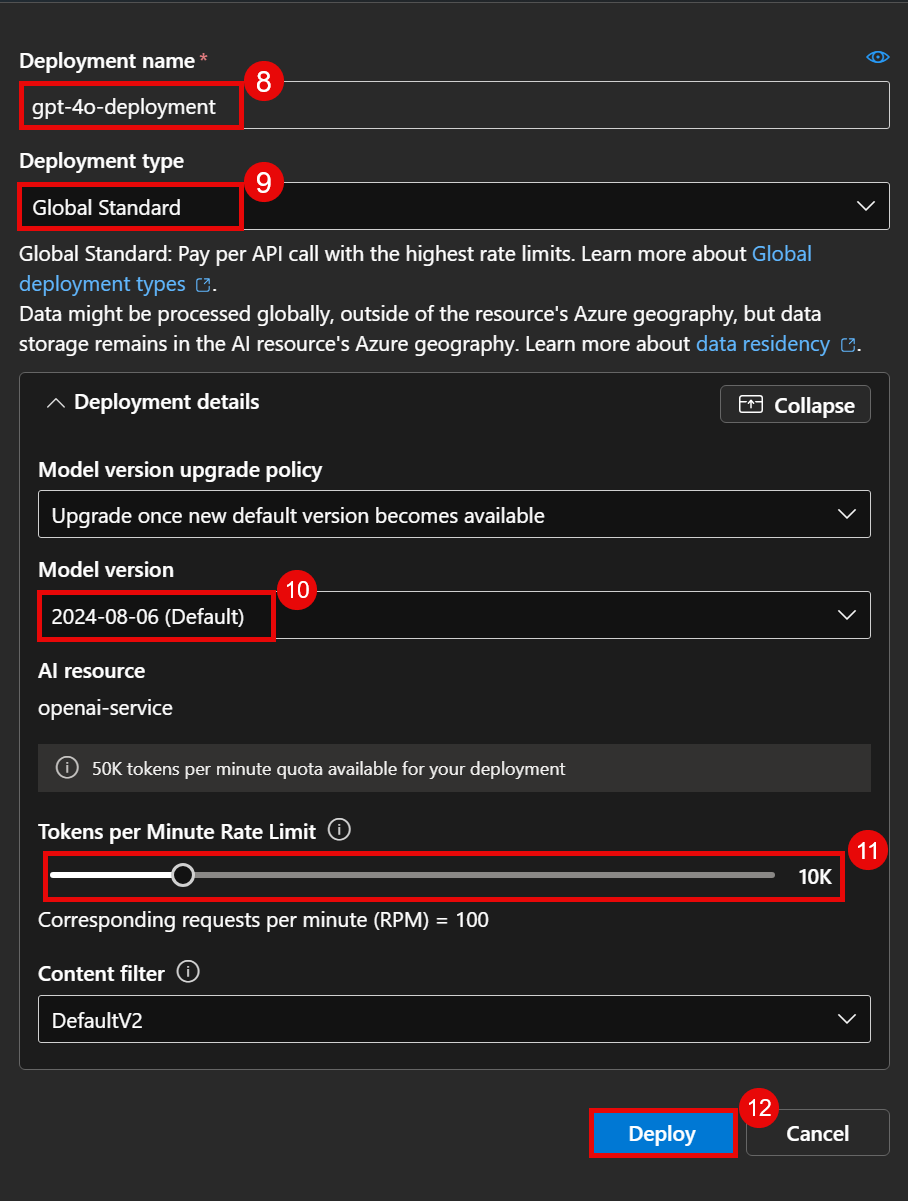 Deployment name *
8
gpt-4o-deployment
Deployment type
9
Global Standard
Global Standard: Pay per API call with the highest rate limits. Learn more about Global
deployment types .
Data might be processed globally, outside of the resource's Azure geography, but data
storage remains in the AI resource's Azure geography. Learn more about data residency .
Deployment details
Collapse
Model version upgrade policy
Upgrade once new default version becomes available
Model version
10
2024-08-06 (Default)
AI resource
openai-service
50K tokens per minute quota available for your deployment
Tokens per Minute Rate Limit
11
10K
Corresponding requests per minute (RPM) = 100
Content filter
DefaultV2
12
Deploy
Cancel